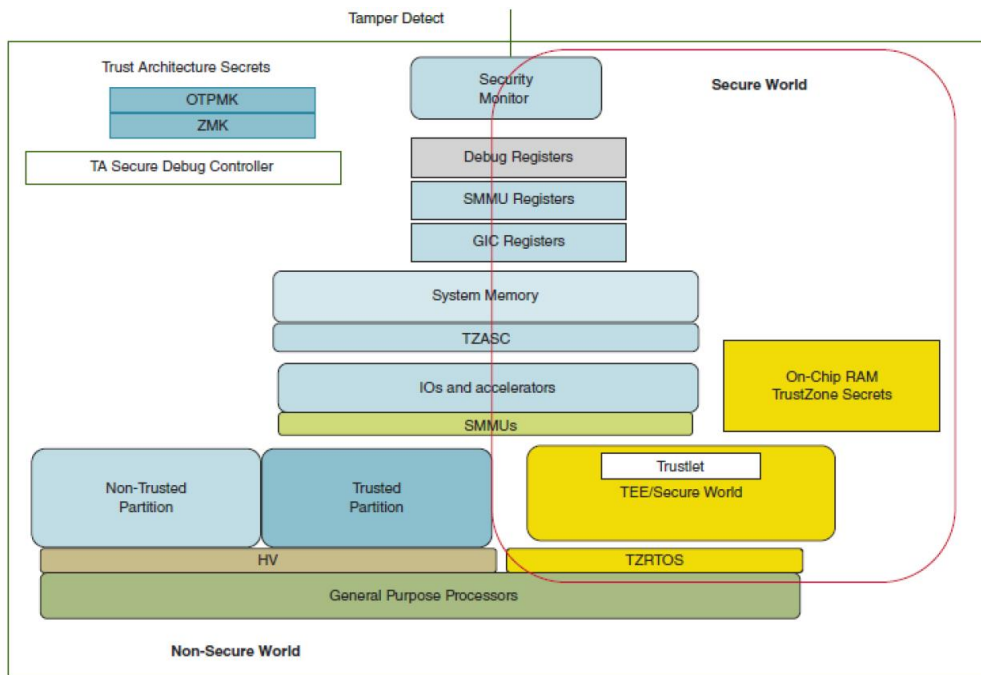 Tamper Detect
Trust Architecture Secrets
OTPMK
ZMK
TA Secure Debug Controller
Security
Monitor
Secure World
Debug Registers
SMMU Registers
GIC Registers
System Memory
TZASC
IOs and accelerators
SMMUs
On-Chip RAM
TrustZone Secrets
Non-Trusted
Partition
Trusted
Partition
Trustlet
TEE/Secure World
HV
TZRTOS
General Purpose Processors
Non-Secure World